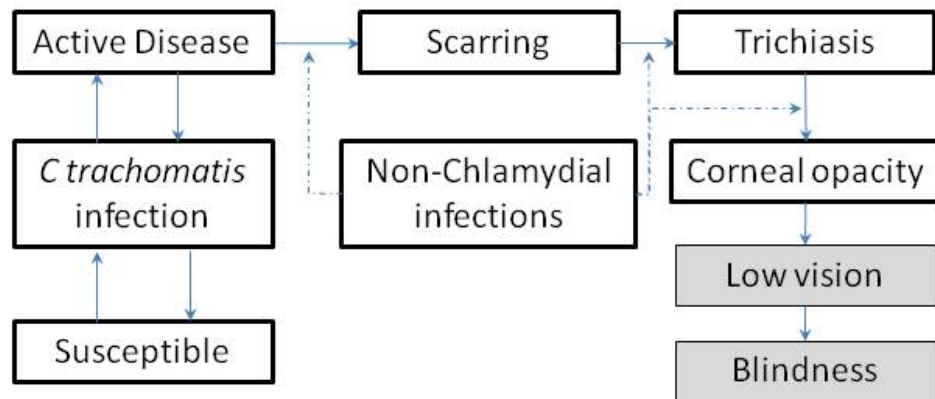 Active Disease
Scarring
Trichiasis
C trachomatis
infection
Non-Chlamydial
infections
Corneal opacity
Low vision
Susceptible
Blindness